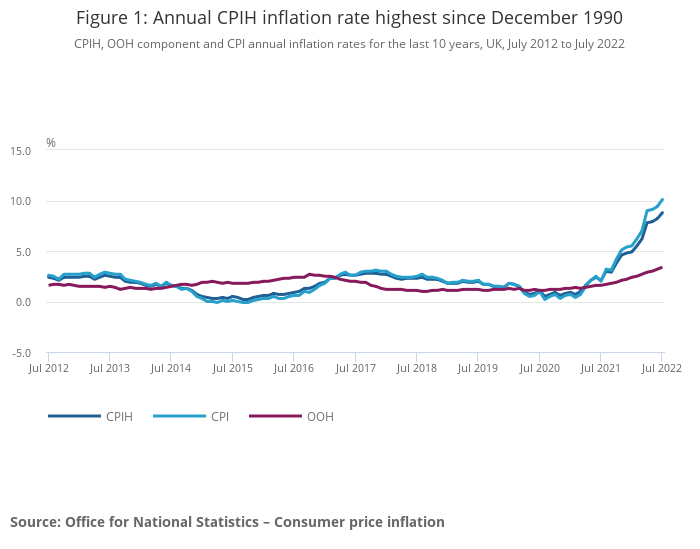 Figure 1: Annual CPIH inflation rate highest since December 1990
CPIH, OOH component and CPI annual inflation rates for the last 10 years, UK, July 2012 to July 2022
%
15.0
10.0
5.0
0.0
-5.0
Jul 2012 Jul 2013 Jul 2014 Jul 2015 Jul 2016 Jul 2017 Jul 2018 Jul 2019 Jul 2020 Jul 2021 Jul 2022
CPIH CPI OOH
Source: Office for National Statistics – Consumer price inflation